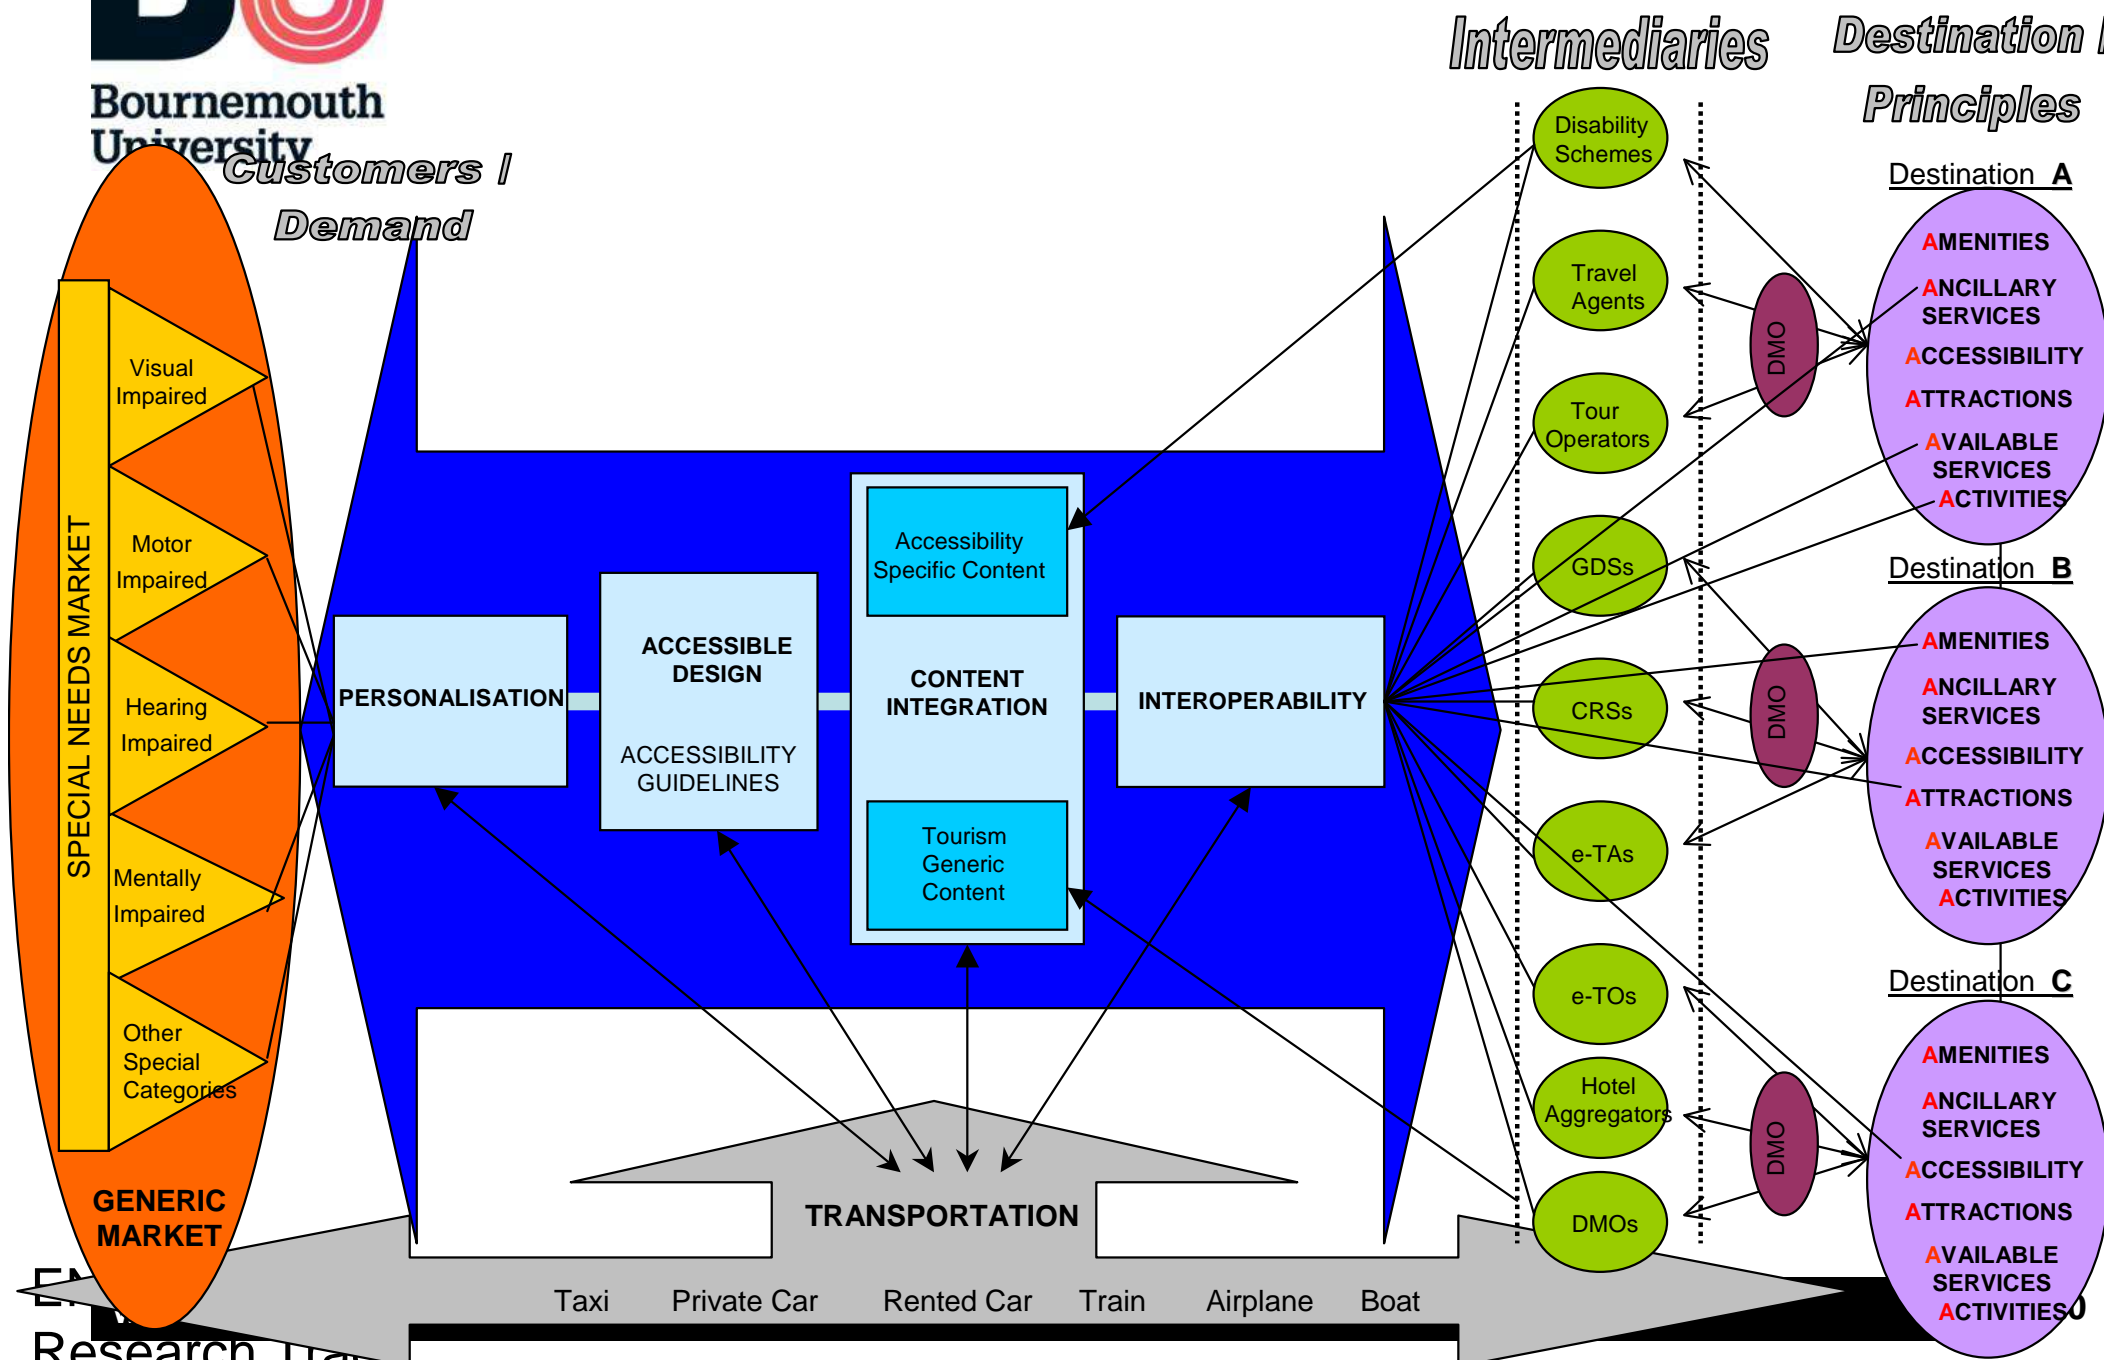 Bournemouth
University
Customers /
Demand
Intermediaries
Destination
Principles
SPECIAL NEEDS MARKET
Visual
Impaired
Motor
Impaired
Hearing
Impaired
Mentally
Impaired
Other
Special
Categories
GENERIC
MARKET
PERSONALISATION
ACCESSIBLE
DESIGN
ACCESSIBILITY
GUIDELINES
Accessibility
Specific Content
CONTENT
INTEGRATION
Tourism
Generic
Content
INTEROPERABILITY
TRANSPORTATION
Taxi Private Car Rented Car Train Airplane Boat
Disability
Schemes
Travel
Agents
Tour
Operators
GDSs
CRSs
e-TAs
e-TOs
Hotel
Aggregators
DMOs
DMO
DMO
DMO
Destination A
AMENITIES
ANCILLARY
SERVICES
ACCESSIBILITY
ATTRACTIONS
AVAILABLE
SERVICES
ACTIVITIES
Destination B
AMENITIES
ANCILLARY
SERVICES
ACCESSIBILITY
ATTRACTIONS
AVAILABLE
SERVICES
ACTIVITIES
Destination C
AMENITIES
ANCILLARY
SERVICES
ACCESSIBILITY
ATTRACTIONS
AVAILABLE
SERVICES
ACTIVITIES
Research